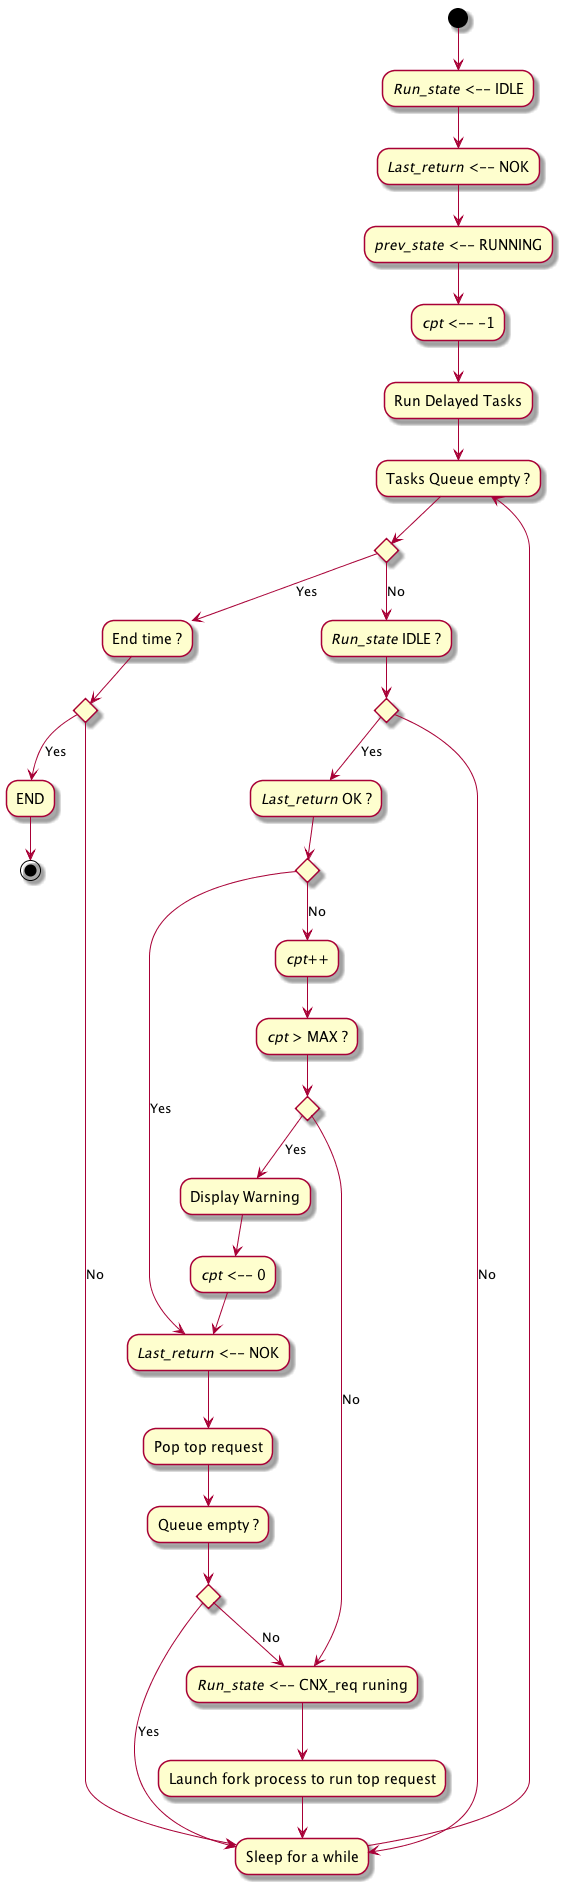 Run_state <-- IDLE
Last_return <-- NOK
prev_state <-- RUNNING
cpt <-- -1
Run Delayed Tasks
Tasks Queue empty ?
Yes
No
End time ?
Run_state IDLE ?
Yes
Yes
END
Last_return OK ?
No
cpt++
cpt > MAX ?
Yes
Yes
Display Warning
No
No
cpt <-- 0
Last_return <-- NOK
No
Pop top request
Queue empty ?
No
Run_state <-- CNX_req runing
Yes
Launch fork process to run top request
Sleep for a while